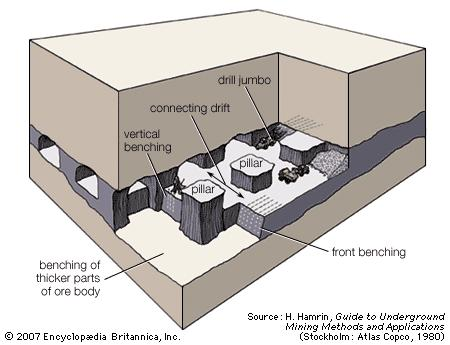 drill jumbo
connecting drift
vertical
benching
pillar
pillar
front benching
benching of
thicker parts
of ore body
Source: H. Hamrin, Guide to Underground
Mining Methods and Applications
(Stockholm: Atlas Copco, 1980)
© 2007 Encyclopædia Britannica, Inc.